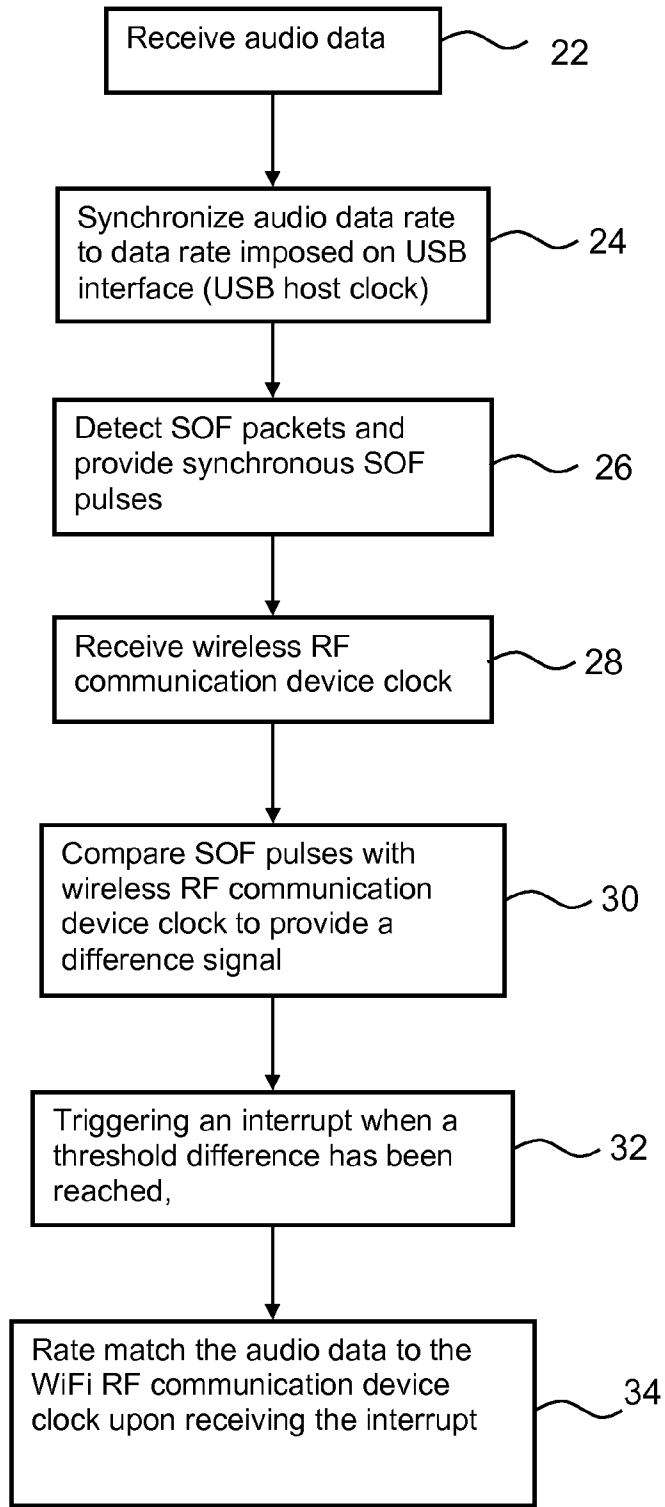 Receive audio data
22
Synchronize audio data rate
to data rate imposed on USB
interface (USB host clock)
24
Detect SOF packets and
provide synchronous SOF
pulses
26
Receive wireless RF
communication device clock
28
Compare SOF pulses with
wireless RF communication
device clock to provide a
difference signal
30
Triggering an interrupt when a
threshold difference has been
reached,
32
Rate match the audio data to the
WiFi RF communication device
clock upon receiving the interrupt
34